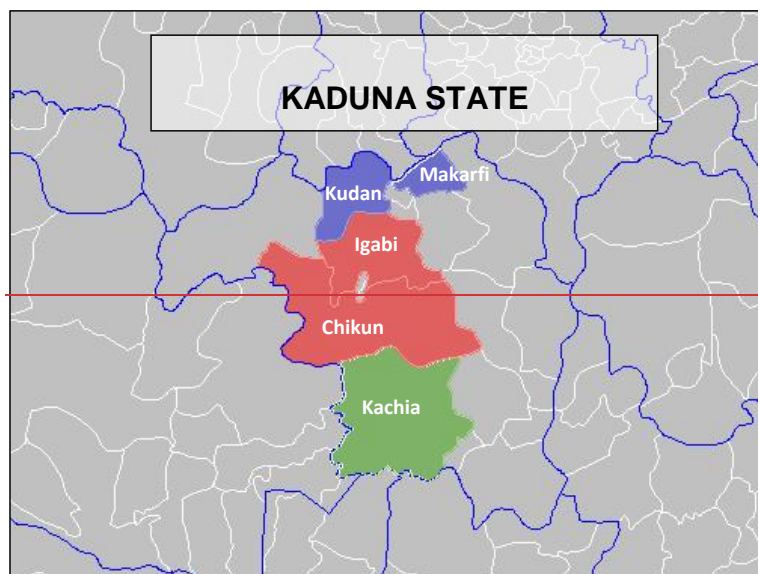 KADUNA STATE
Makarfi
Kudan
Igabi
Chikun
Kachia